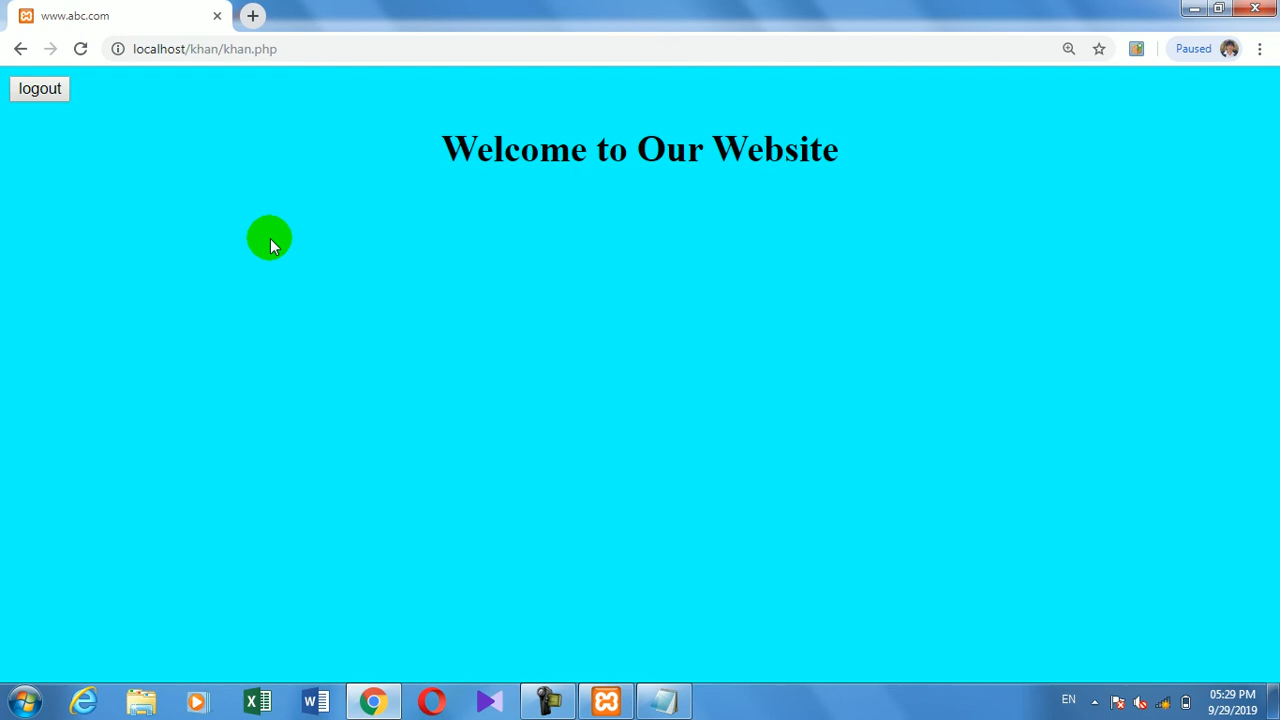 www.abc.com
localhost/khan/khan.php
Paused
logout
Welcome to Our Website
EN
05:29 PM
9/29/2019